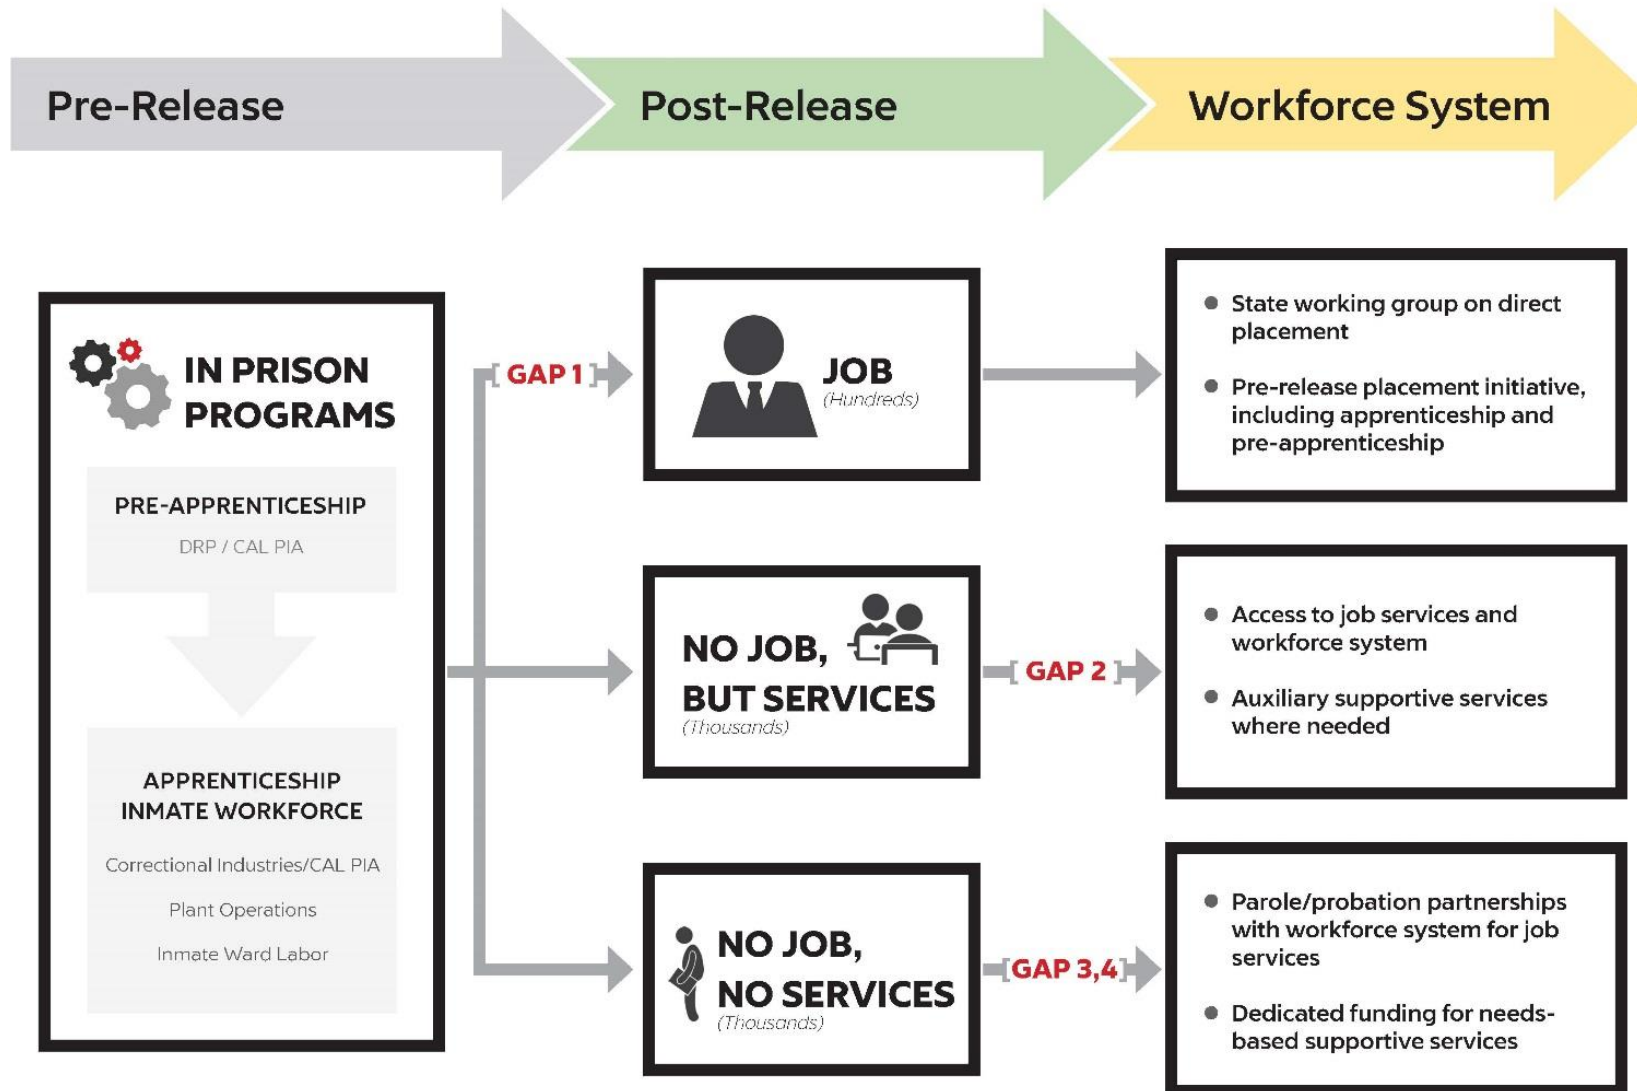 Pre-Release
Post-Release
Workforce System
IN PRISON
PROGRAMS
PRE-APPRENTICESHIP
DRP / CAL PIA
APPRENTICESHIP
INMATE WORKFORCE
Correctional Industries/CAL PIA
Plant Operations
Inmate Ward Labor
[ GAP 1 ]
JOB
(Hundreds)
● State working group on direct
placement
● Pre-release placement initiative,
including apprenticeship and
pre-apprenticeship
NO JOB,
BUT SERVICES
(Thousands)
[ GAP 2 ]
● Access to job services and
workforce system
● Auxiliary supportive services
where needed
NO JOB,
NO SERVICES
(Thousands)
[GAP 3,4]
● Parole/probation partnerships
with workforce system for job
services
● Dedicated funding for needs-
based supportive services